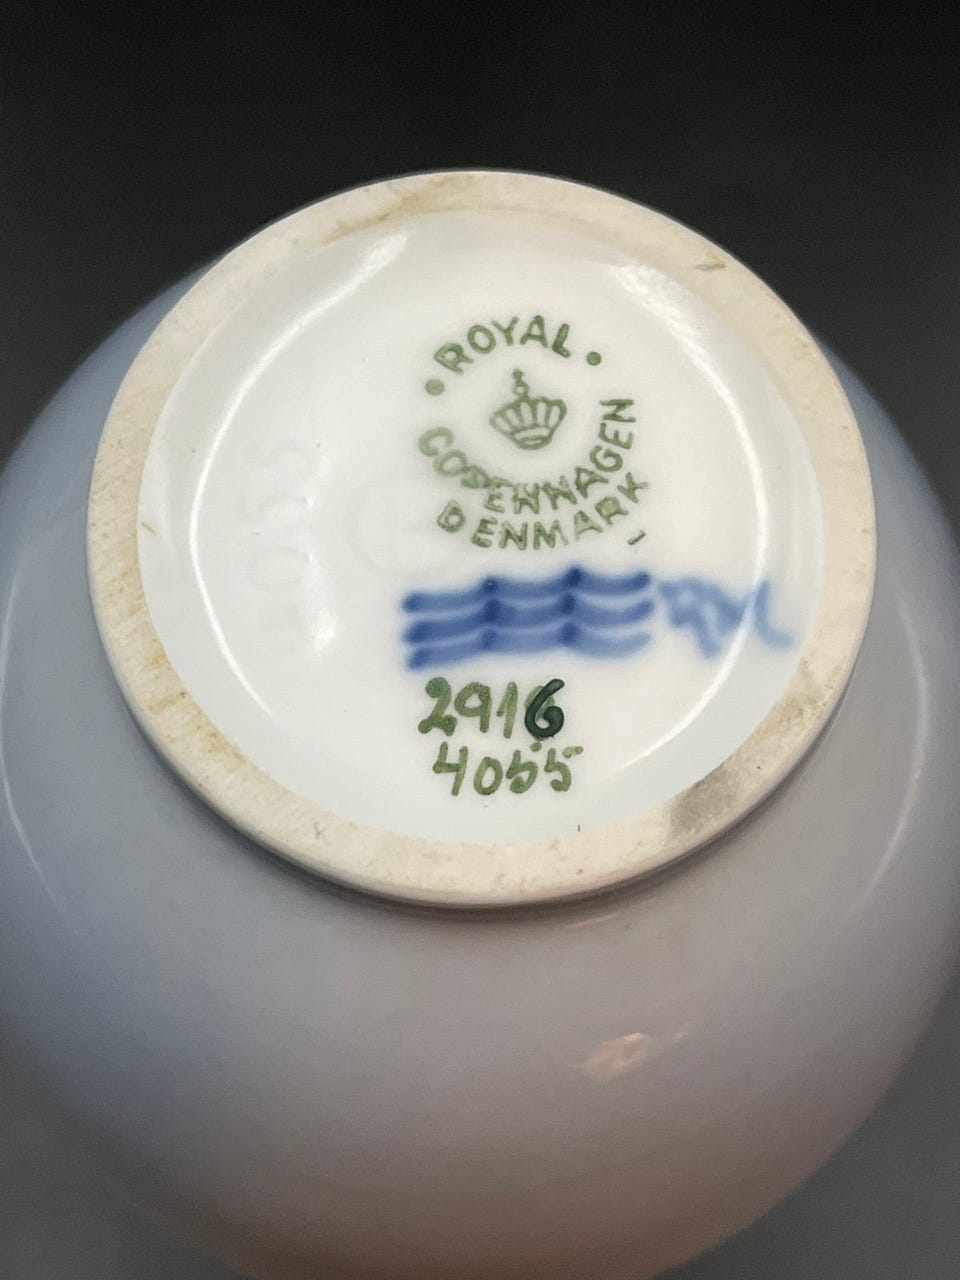 • ROYAL •
COPENHAGEN
DENMARK
2916
4055